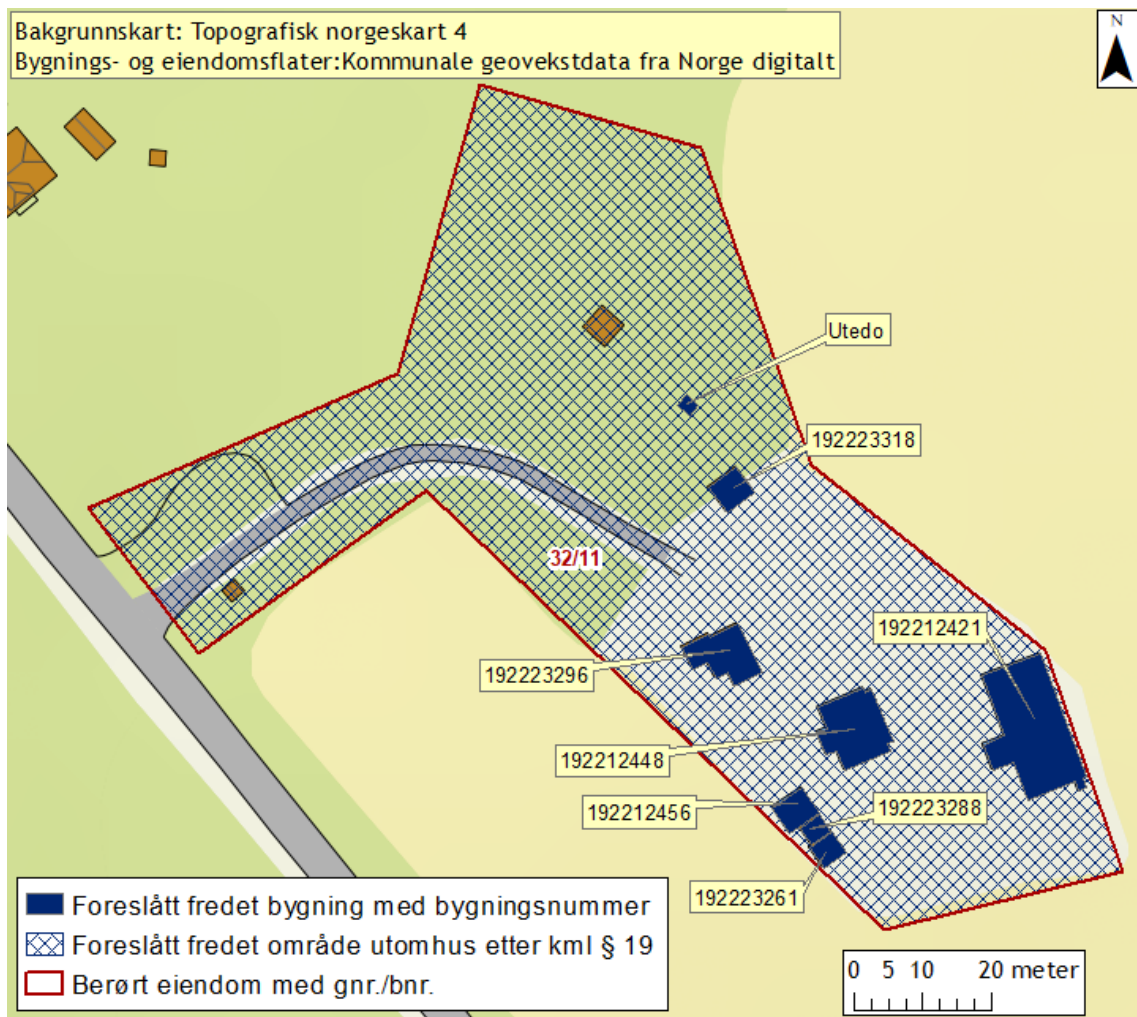 Bakgrunnskart: Topografisk norgeskart 4
Bygnings- og eiendomsflater:Kommunale geovekstdata fra Norge digitalt
N
Utedo
192223318
32/11
192212421
192223296
192212448
192212456
192223288
192223261
Foreslått fredet bygning med bygningsnummer
Foreslått fredet område utomhus etter kml § 19
Berørt eiendom med gnr./bnr.
0 5 10 20 meter